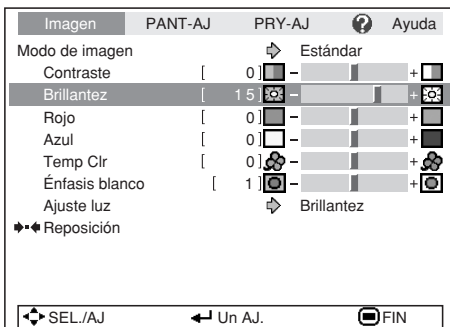 Imagen PANT-AJ PRY-AJ ? Ayuda
Modo de imagen Estándar
Contraste [ 0 ] - +
Brillantez [ 15 ] - +
Rojo [ 0 ] - +
Azul [ 0 ] - +
Temp Clr [ 0 ] - +
Énfasis blanco [ 1 ] - +
Ajuste luz Brillantez
Reposición
SEL./AJ Un AJ. FIN